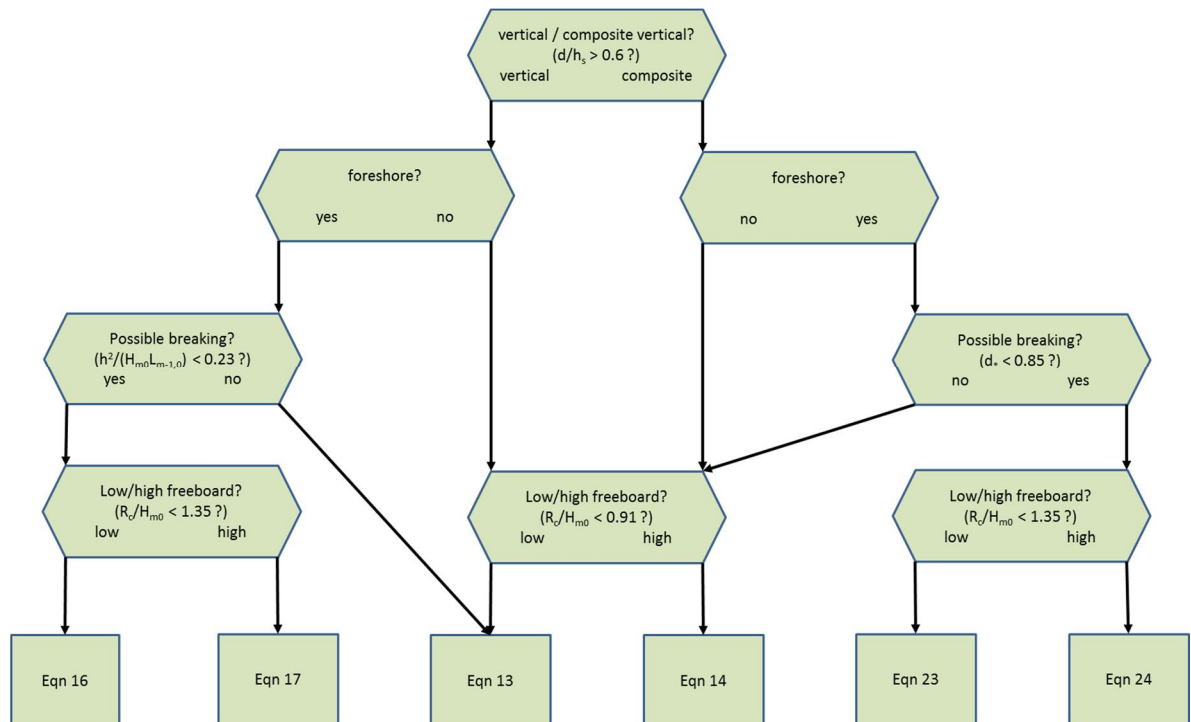 vertical / composite vertical?
(d/hₛ > 0.6 ?)
vertical composite
foreshore?
yes no
foreshore?
no yes
Possible breaking?
(h²/(Hₘ₀Lₘ₋₁,₀) < 0.23 ?)
yes no
Possible breaking?
(d* < 0.85 ?)
no yes
Low/high freeboard?
(R꜀/Hₘ₀ < 1.35 ?)
low high
Low/high freeboard?
(R꜀/Hₘ₀ < 0.91 ?)
low high
Low/high freeboard?
(R꜀/Hₘ₀ < 1.35 ?)
low high
Eqn 16
Eqn 17
Eqn 13
Eqn 14
Eqn 23
Eqn 24